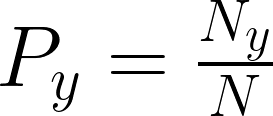 P_y = \frac{N_y}{N}